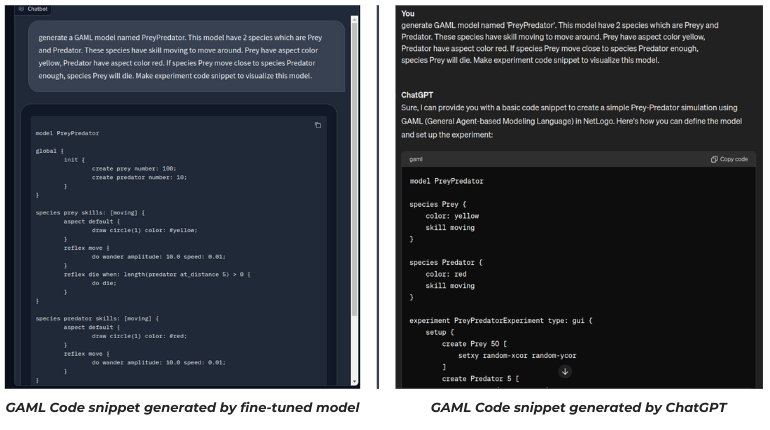 Chatbot
generate a GAML model named PreyPredator. This model have 2 species which are Prey
and Predator. These species have skill moving to move around. Prey have aspect color
yellow, Predator have aspect color red. If species Prey move close to species Predator
enough, species Prey will die. Make experiment code snippet to visualize this model.
model PreyPredator
global {
init {
create prey number: 100;
create predator number: 10;
}
}
species prey skills: [moving] {
aspect default {
draw circle(1) color: #yellow;
}
reflex move {
do wander amplitude: 10.0 speed: 0.01;
}
reflex die when: length(predator at_distance 5) > 0 {
do die;
}
}
species predator skills: [moving] {
aspect default {
draw circle(1) color: #red;
}
reflex move {
do wander amplitude: 10.0 speed: 0.01;
}
}
GAML Code snippet generated by fine-tuned model
You
generate GAML model named 'PreyPredator'. This model have 2 species which are Preyy and
Predator. These species have skill moving to move around. Prey have aspect color yellow,
Predator have aspect color red. If species Prey move close to species Predator enough,
species Prey will die. Make experiment code snippet to visualize this model.
ChatGPT
Sure, I can provide you with a basic code snippet to create a simple Prey-Predator simulation using
GAML (General Agent-based Modeling Language) in NetLogo. Here's how you can define the model
and set up the experiment:
gaml Copy code
model PreyPredator
species Prey {
color: yellow
skill moving
}
species Predator {
color: red
skill moving
}
experiment PreyPredatorExperiment type: gui {
setup {
create Prey 50 [
setxy random-xcor random-ycor
]
create Predator 5 [
GAML Code snippet generated by ChatGPT